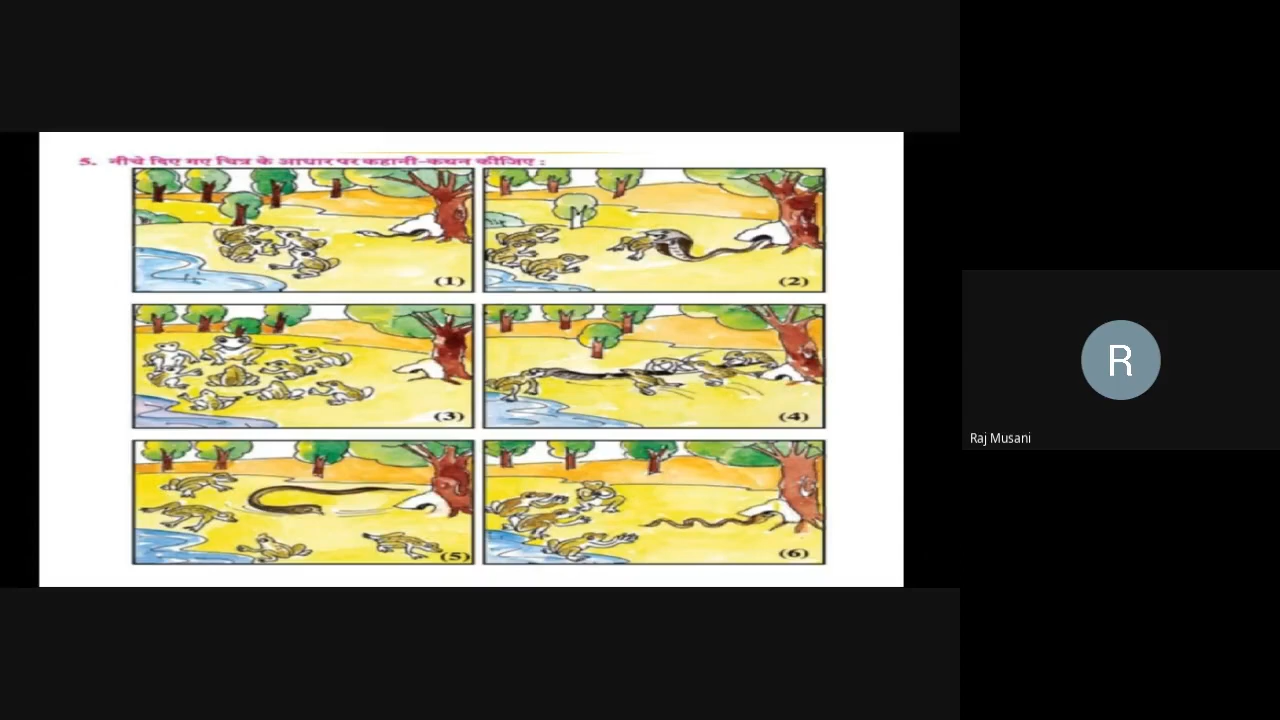 5. नीचे दिए गए चित्र के आधार पर कहानी-कथन कीजिए :
(1)
(2)
(3)
(4)
(5)
(6)
R
Raj Musani